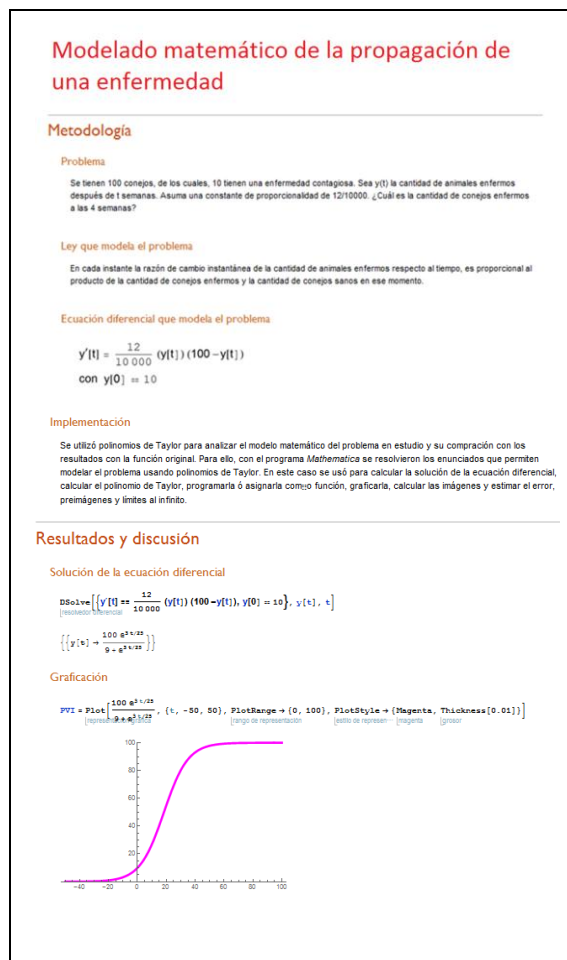 Modelado matemático de la propagación de
una enfermedad
Metodología
Problema
Se tienen 100 conejos, de los cuales, 10 tienen una enfermedad contagiosa. Sea y(t) la cantidad de animales enfermos
después de t semanas. Asuma una constante de proporcionalidad de 12/10000. ¿Cuál es la cantidad de conejos enfermos
a las 4 semanas?
Ley que modela el problema
En cada instante la razón de cambio instantánea de la cantidad de animales enfermos respecto al tiempo, es proporcional al
producto de la cantidad de conejos enfermos y la cantidad de conejos sanos en ese momento.
Ecuación diferencial que modela el problema
y'[t] = 12/10 000 (y[t]) (100 - y[t])
con y[0] == 10
Implementación
Se utilizó polinomios de Taylor para analizar el modelo matemático del problema en estudio y su compración con los
resultados con la función original. Para ello, con el programa Mathematica se resolvieron los enunciados que permiten
modelar el problema usando polinomios de Taylor. En este caso se usó para calcular la solución de la ecuación diferencial,
calcular el polinomio de Taylor, programarla ó asignarla como función, graficarla, calcular las imágenes y estimar el error,
preimágenes y límites al infinito.
Resultados y discusión
Solución de la ecuación diferencial
DSolve[{y'[t] == 12/10 000 (y[t]) (100 - y[t]), y[0] == 10}, y[t], t]
[resolvedor diferencial
{{y[t] → 100 e^(3 t/25) / (9 + e^(3 t/25))}}
Graficación
PVI = Plot[100 e^(3 t/25) / (9 + e^(3 t/25)), {t, -50, 50}, PlotRange → {0, 100}, PlotStyle → {Magenta, Thickness[0.01]}]
[representación gráfica [rango de representación [estilo de represen⋯ [magenta [grosor
100
80
60
40
20
-40 -20 0 20 40 60 80 100